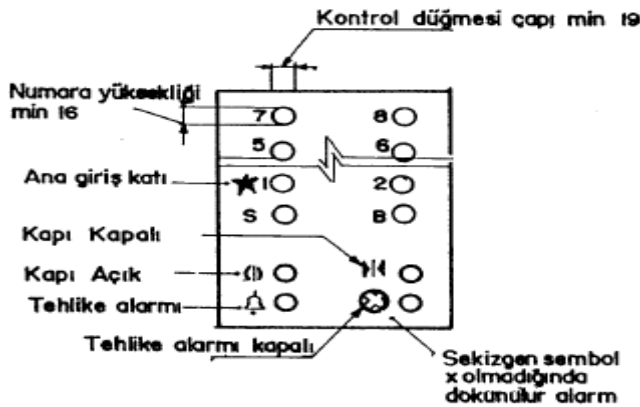 Kontrol düğmesi çapı min 19
Numara yüksekliği
min 16
7 8
5 6
Ana giriş katı
1 2
S B
Kapı Kapalı
Kapı Açık
Tehlike alarmı
Tehlike alarmı kapalı
Sekizgen sembol
x olmadığında
dokunulur alarm